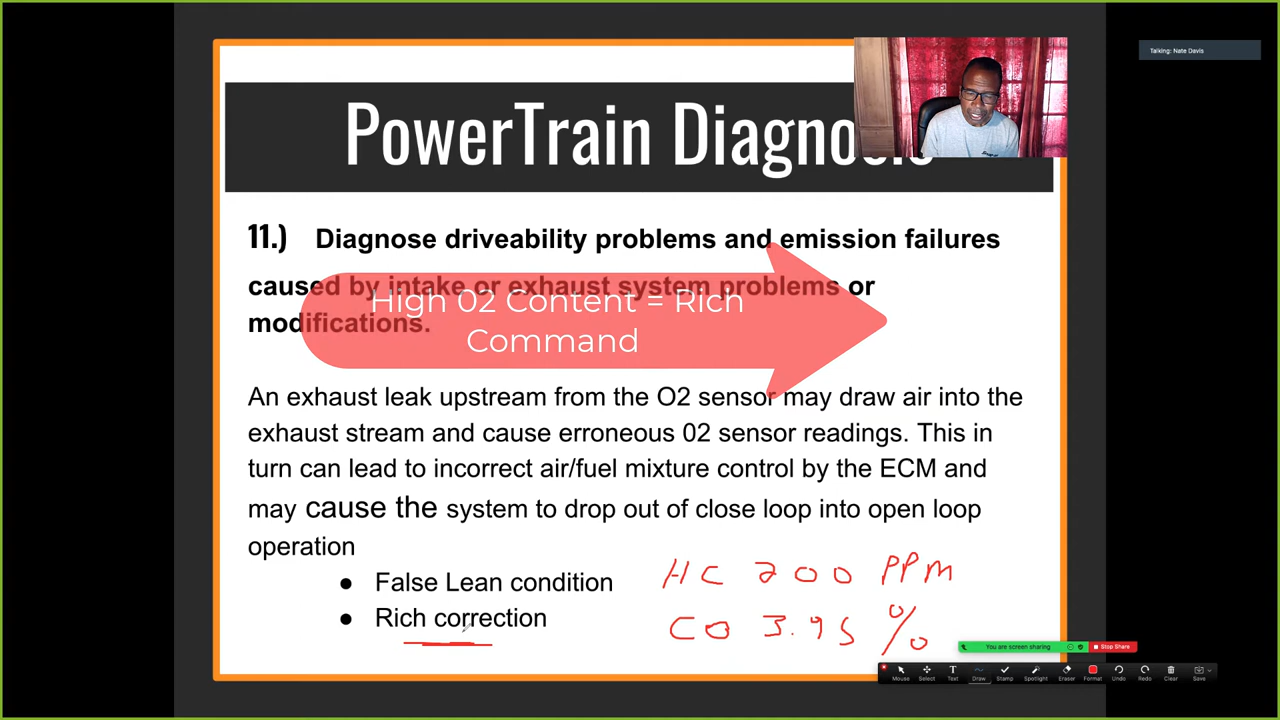 Talking: Nate Davis
PowerTrain Diagnosis
11.) Diagnose driveability problems and emission failures
caused by intake or exhaust system problems or
modifications.
High 02 Content = Rich
Command
An exhaust leak upstream from the O2 sensor may draw air into the
exhaust stream and cause erroneous 02 sensor readings. This in
turn can lead to incorrect air/fuel mixture control by the ECM and
may cause the system to drop out of close loop into open loop
operation
● False Lean condition
● Rich correction
HC 200 PPM
CO 3.95 %
You are screen sharing Stop Share
Mouse Select Text Draw Stamp Spotlight Eraser Format Undo Redo Clear Save